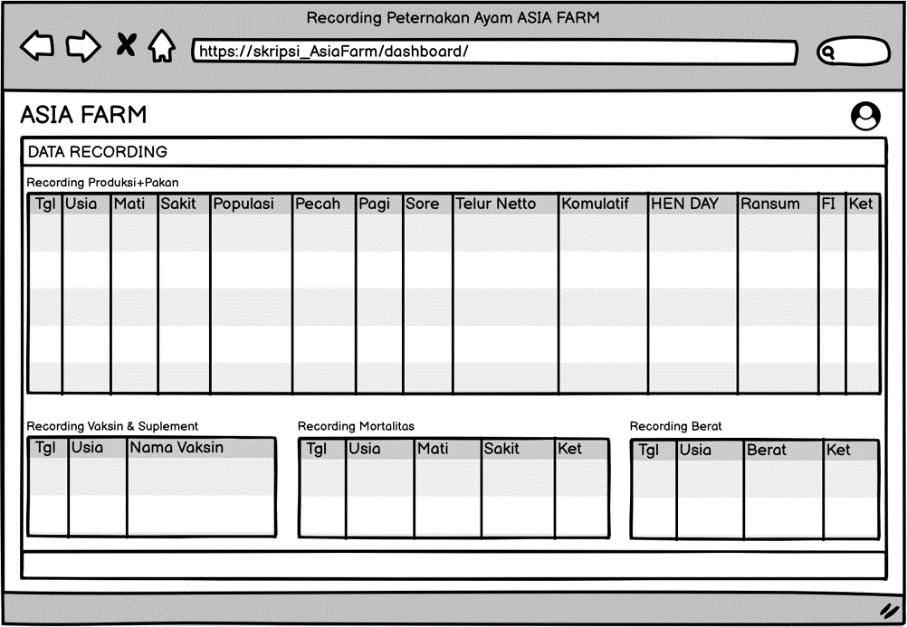 Recording Peternakan Ayam ASIA FARM
https://skripsi_AsiaFarm/dashboard/
ASIA FARM
DATA RECORDING
Recording Produksi+Pakan
Tgl Usia Mati Sakit Populasi Pecah Pagi Sore Telur Netto Komulatif HEN DAY Ransum FI Ket
Recording Vaksin & Suplement
Tgl Usia Nama Vaksin
Recording Mortalitas
Tgl Usia Mati Sakit Ket
Recording Berat
Tgl Usia Berat Ket